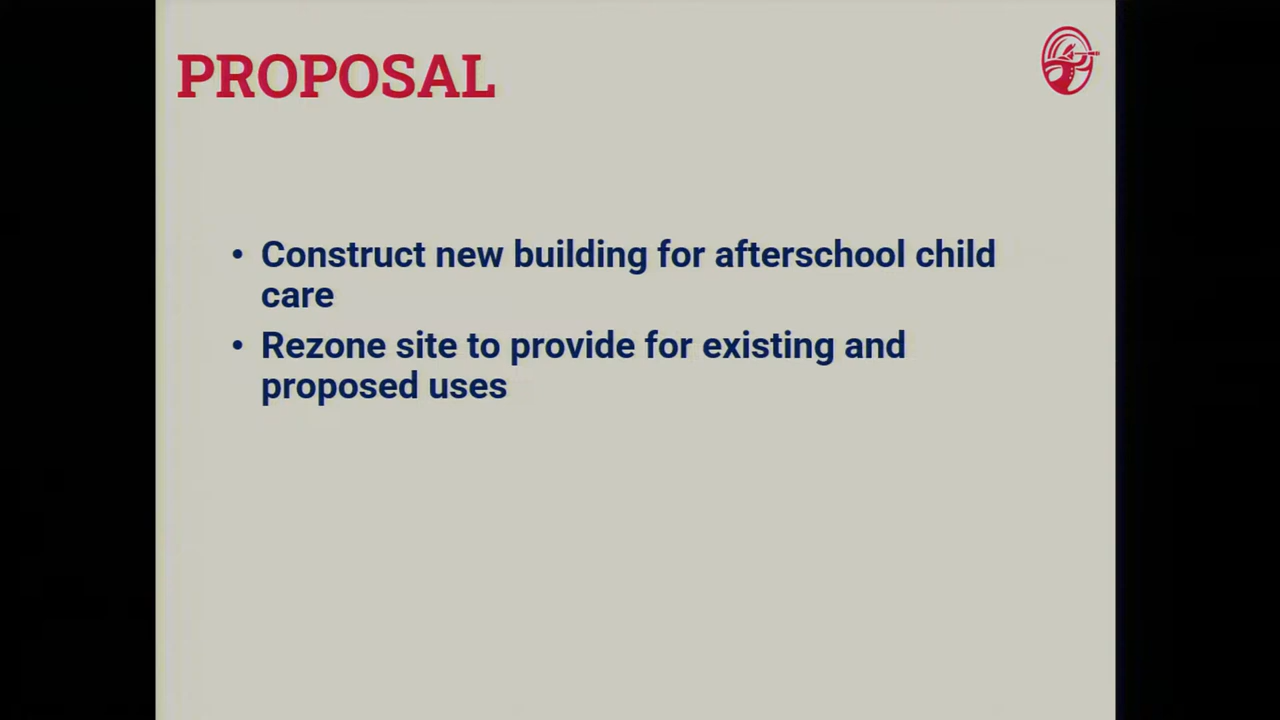 PROPOSAL
• Construct new building for afterschool child
care
• Rezone site to provide for existing and
proposed uses